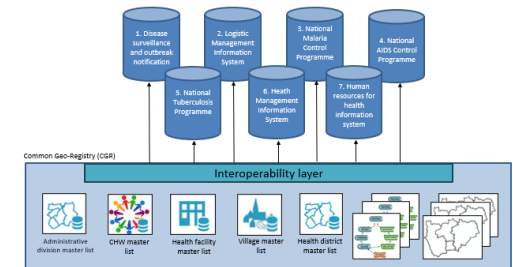 1. Disease
surveillance
and outbreak
notification
2. Logistic
Management
Information
System
3. National
Malaria
Control
Programme
4. National
AIDS Control
Programme
5. National
Tuberculosis
Programme
6. Heath
Management
Information
System
7. Human
resources for
health
information
system
Common Geo-Registry (CGR)
Interoperability layer
Administrative
division master list
CHW master
list
Health facility
master list
Village master
list
Health district
master list